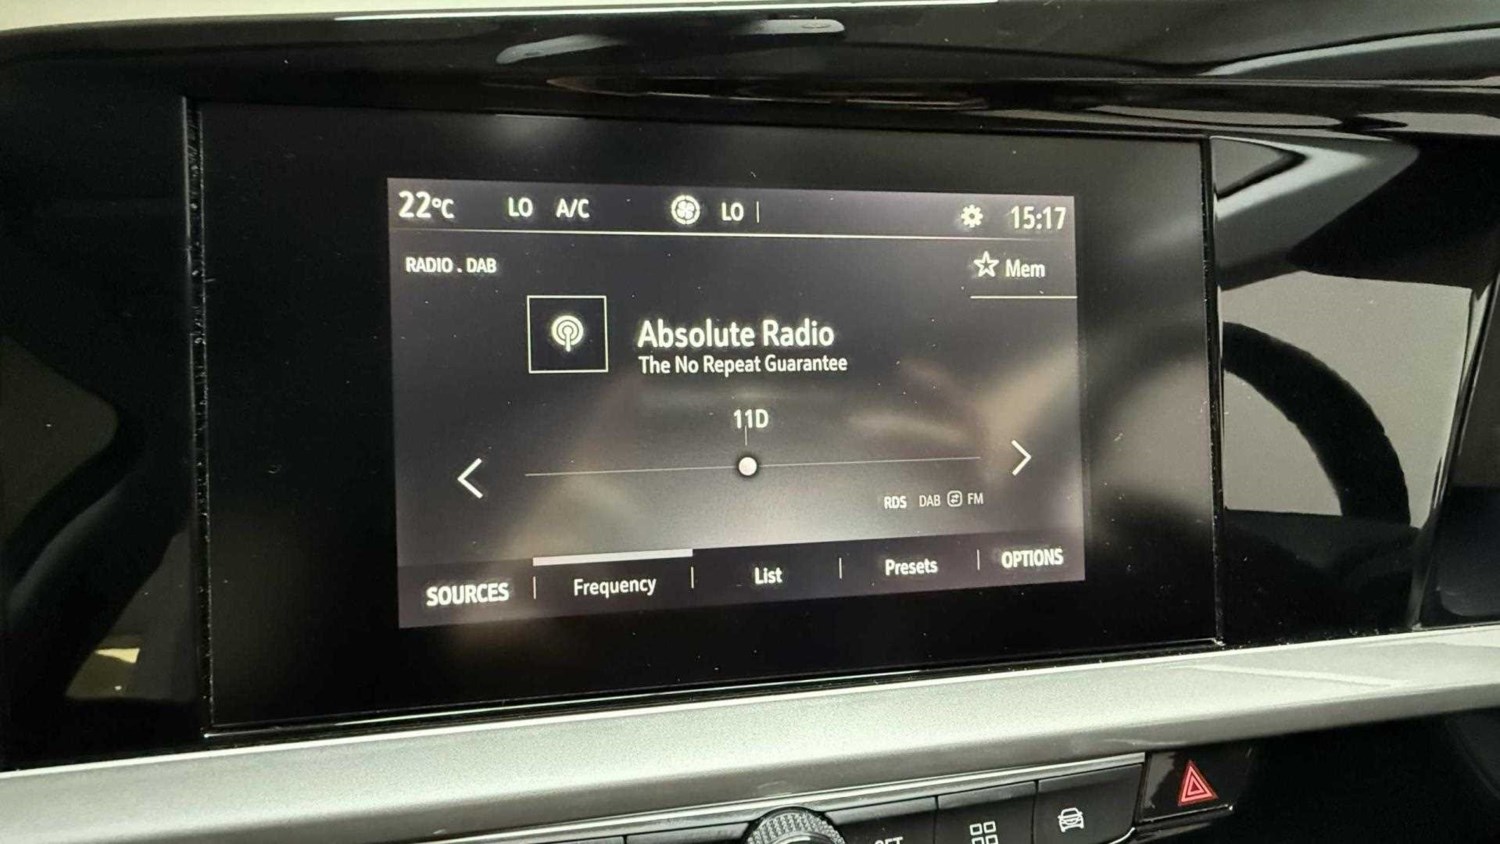 22°C LO A/C LO 15:17
RADIO . DAB Mem
Absolute Radio
The No Repeat Guarantee
11D
RDS DAB FM
SOURCES Frequency List Presets OPTIONS